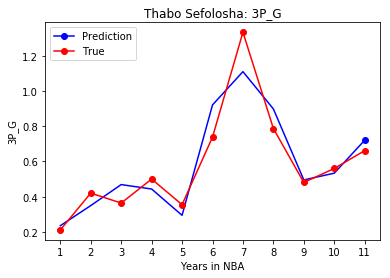 Thabo Sefolosha: 3P_G
Prediction
True
3P_G
1.2
1.0
0.8
0.6
0.4
0.2
1 2 3 4 5 6 7 8 9 10 11
Years in NBA